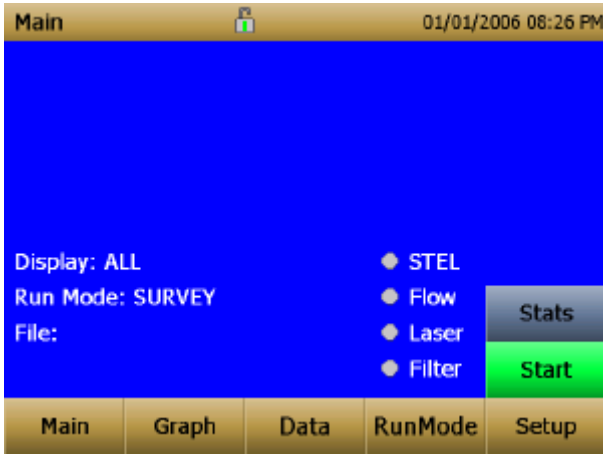 Main 01/01/2006 08:26 PM
Display: ALL
Run Mode: SURVEY
File:
STEL
Flow
Laser
Filter
Stats
Start
Main Graph Data RunMode Setup